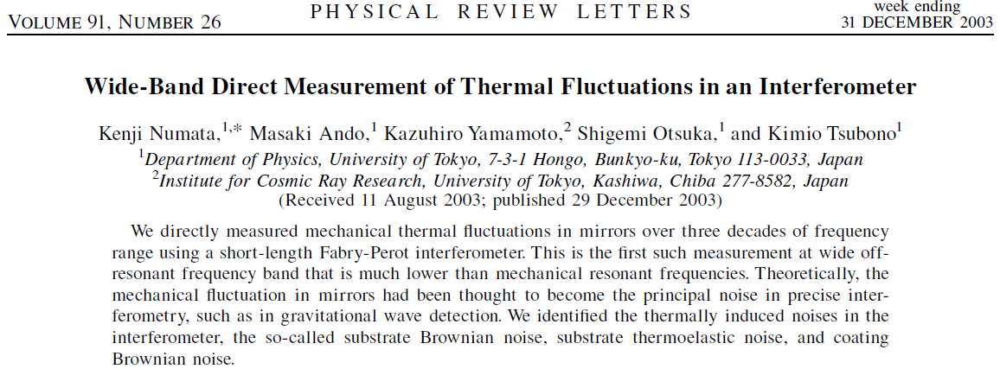 PHYSICAL REVIEW LETTERS
week ending
VOLUME 91, NUMBER 26
31 DECEMBER 2003
Wide-Band Direct Measurement of Thermal Fluctuations in an Interferometer
Kenji Numata,1,* Masaki Ando,1 Kazuhiro Yamamoto,2 Shigemi Otsuka,1 and Kimio Tsubono1
1Department of Physics, University of Tokyo, 7-3-1 Hongo, Bunkyo-ku, Tokyo 113-0033, Japan
2Institute for Cosmic Ray Research, University of Tokyo, Kashiwa, Chiba 277-8582, Japan
(Received 11 August 2003; published 29 December 2003)
We directly measured mechanical thermal fluctuations in mirrors over three decades of frequency
range using a short-length Fabry-Perot interferometer. This is the first such measurement at wide off-
resonant frequency band that is much lower than mechanical resonant frequencies. Theoretically, the
mechanical fluctuation in mirrors had been thought to become the principal noise in precise inter-
ferometry, such as in gravitational wave detection. We identified the thermally induced noises in the
interferometer, the so-called substrate Brownian noise, substrate thermoelastic noise, and coating
Brownian noise.